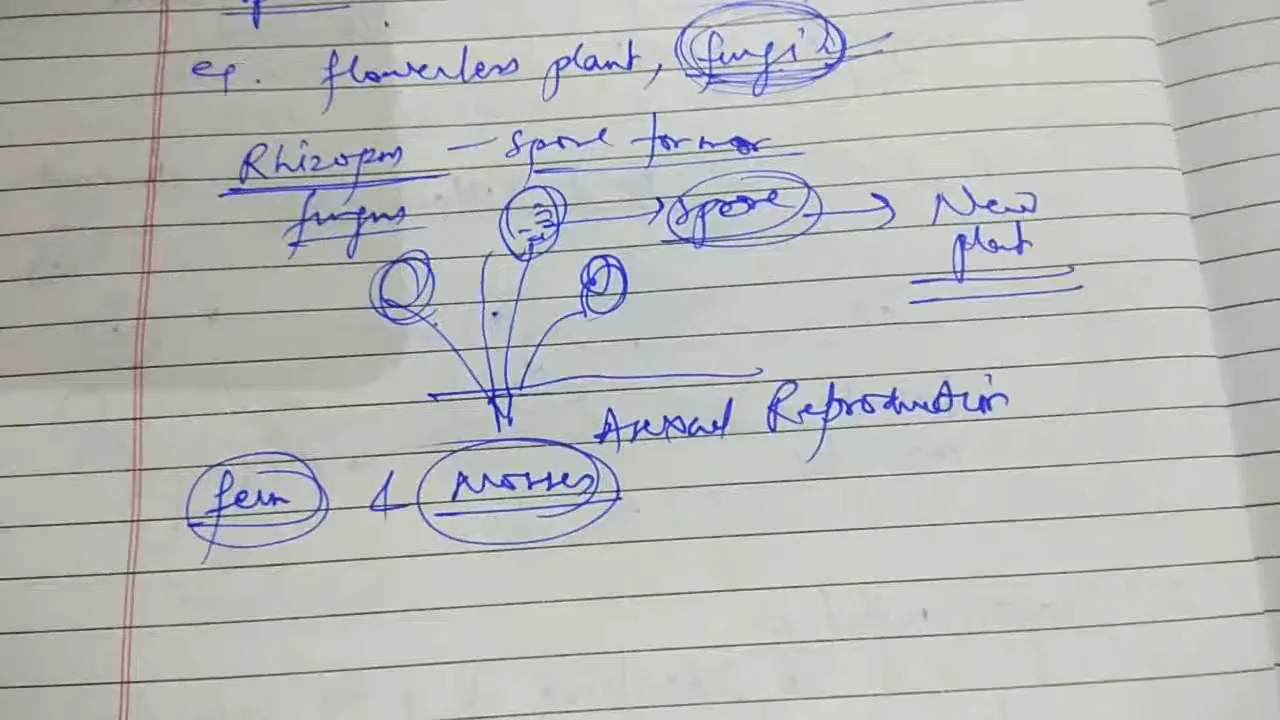 eg. flowerless plant, fungi
Rhizopus - spore former
fungus spore New
plant
Asexual Reproduction
fern & Mosses